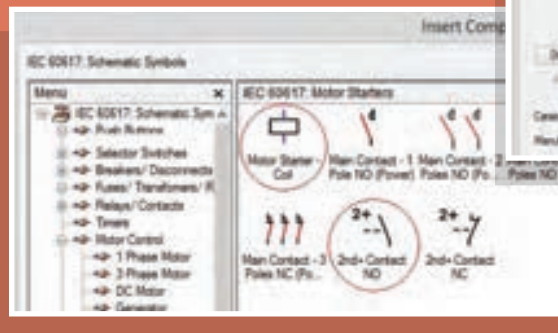 Insert Comp
IEC 60617: Schematic Symbols
Menu
IEC 60617: Schematic Sym
Push Buttons
Selector Switches
Breakers/ Disconnects
Fuses/ Transformers/ R
Relays/ Contacts
Timers
Motor Control
1 Phase Motor
3 Phase Motor
DC Motor
Generator
IEC 60617: Motor Starters
Motor Starter - Coil
Main Contact - 1
Pole NO (Power)
Main Contact - 2
Poles NO (Po...
Poles NO
Main Contact - 3
Poles NC (Po...
2+
2nd+ Contact
NO
2+
2nd+ Contact
NC